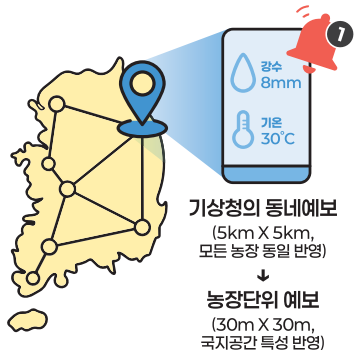 1
강수
8mm
기온
30°C
기상청의 동네예보
(5km X 5km,
모든 농장 동일 반영)
농장단위 예보
(30m X 30m,
국지공간 특성 반영)